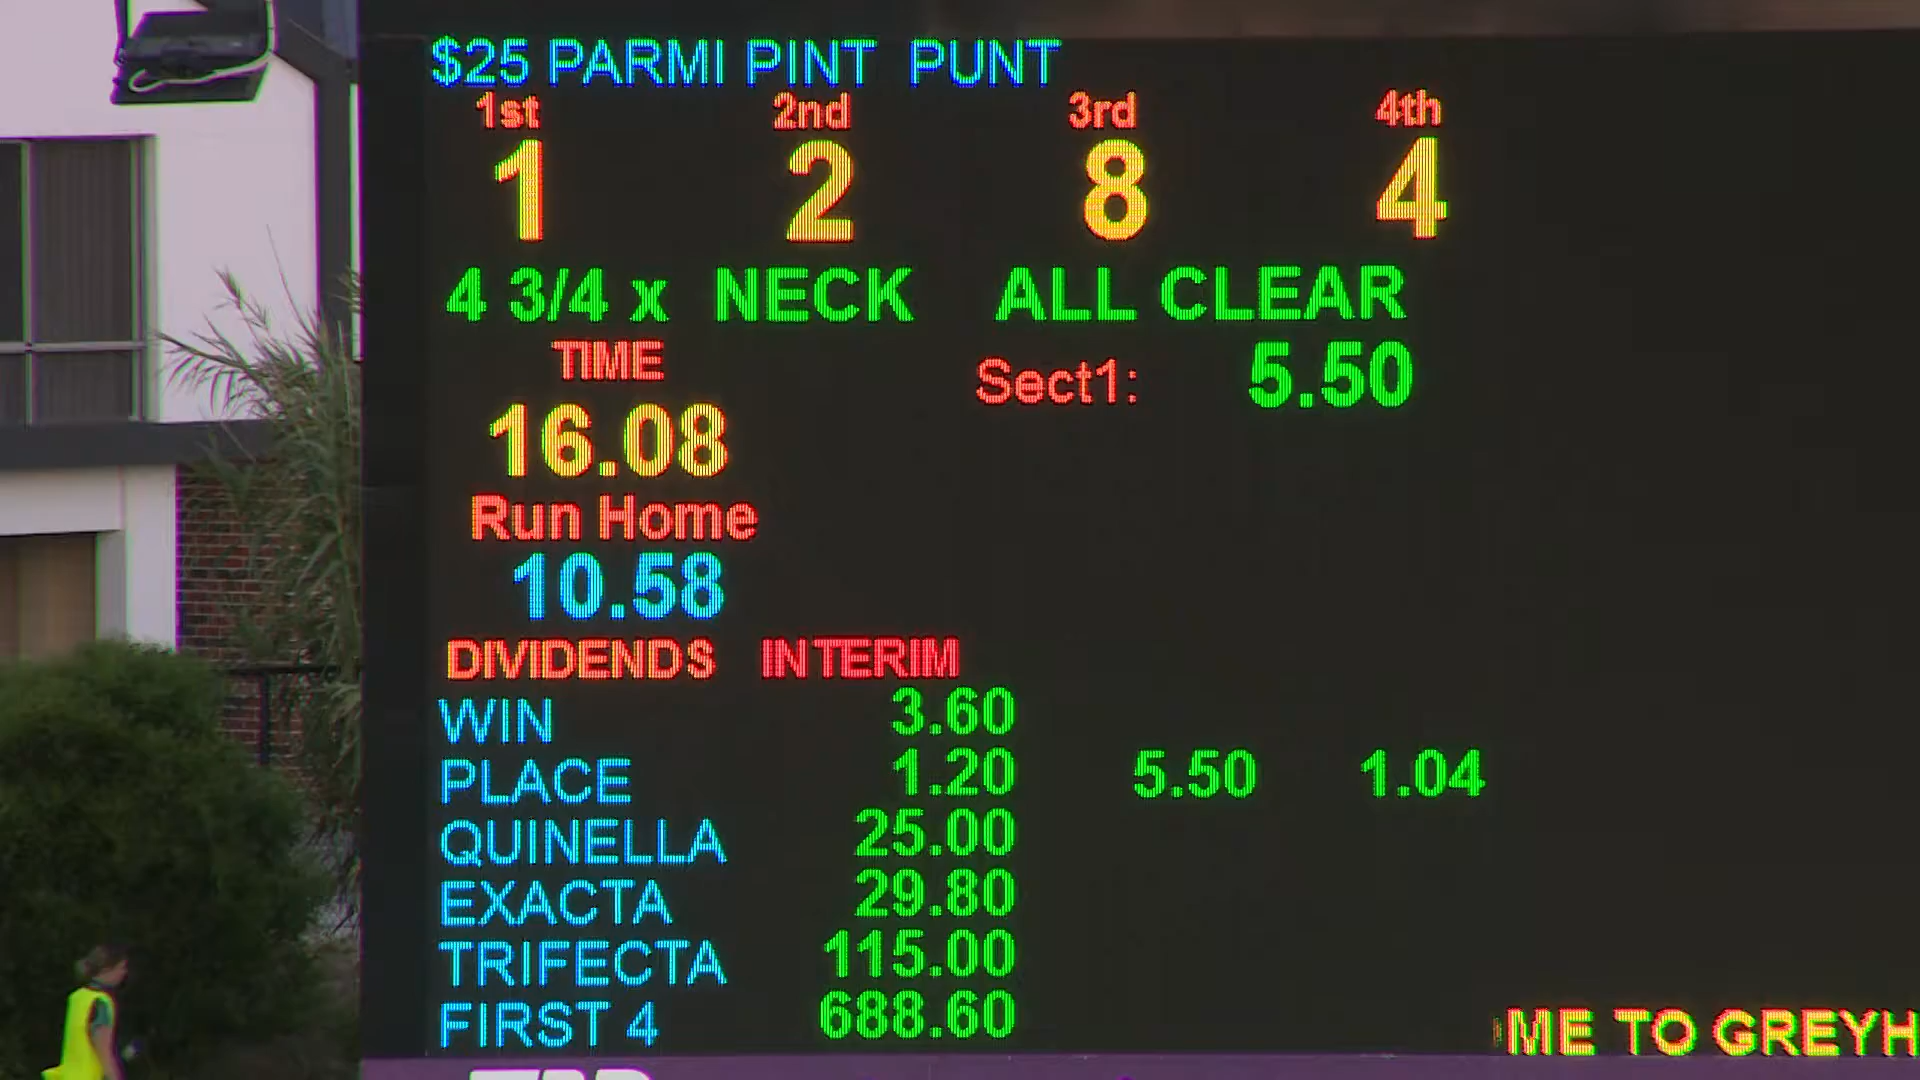 $25 PARMI PINT PUNT
1st 2nd 3rd 4th
1 2 8 4
4 3/4 x NECK ALL CLEAR
TIME Sect1: 5.50
16.08
Run Home
10.58
DIVIDENDS INTERIM
WIN 3.60
PLACE 1.20 5.50 1.04
QUINELLA 25.00
EXACTA 29.80
TRIFECTA 115.00
FIRST 4 688.60
ME TO GREYH